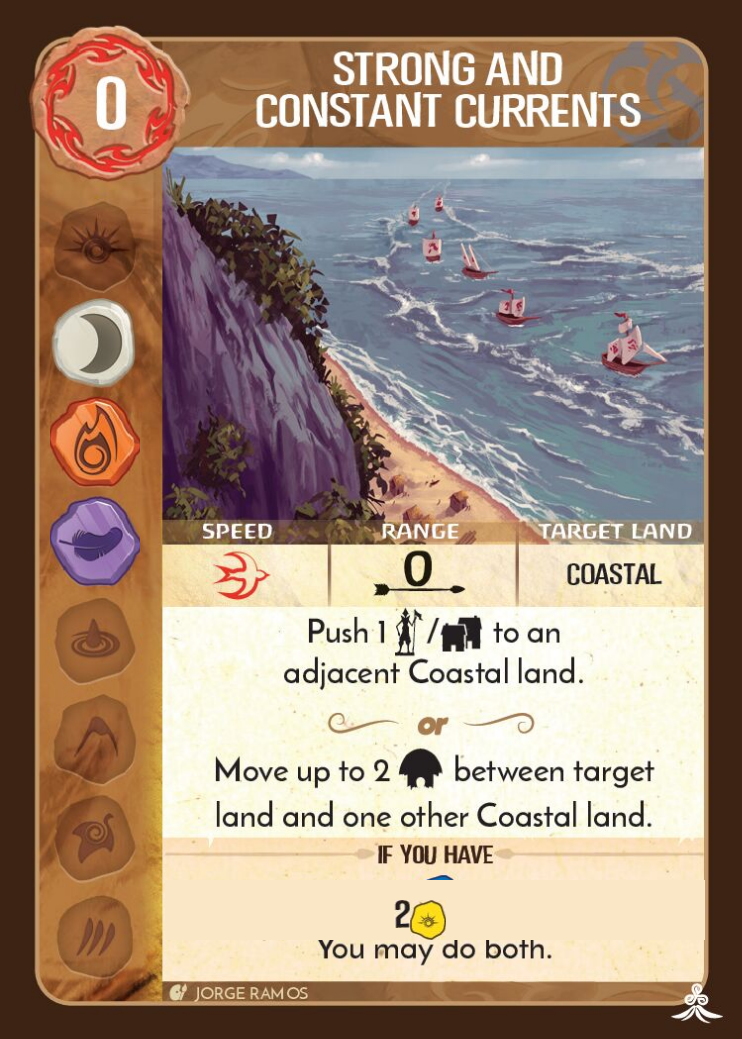 0
STRONG AND
CONSTANT CURRENTS
SPEED RANGE TARGET LAND
0 COASTAL
Push 1 / to an
adjacent Coastal land.
or
Move up to 2 between target
land and one other Coastal land.
IF YOU HAVE
2
You may do both.
JORGE RAMOS